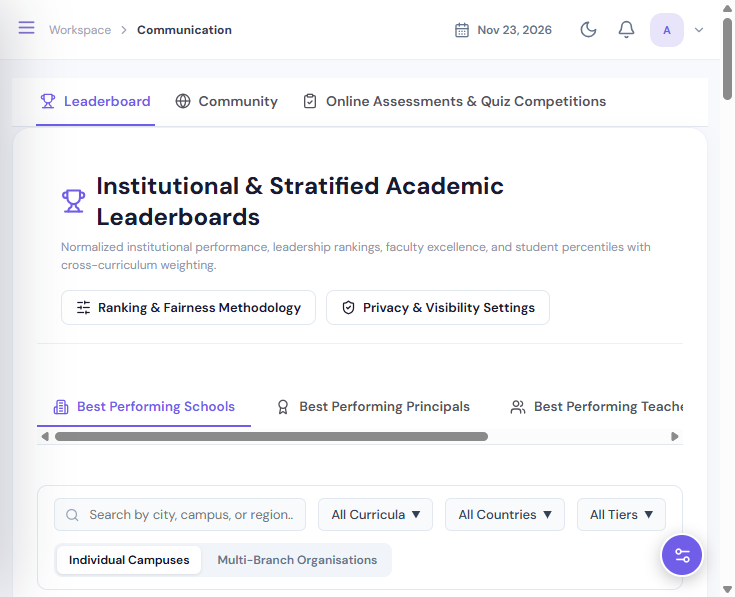 Workspace > Communication
Nov 23, 2026
A
Leaderboard
Community
Online Assessments & Quiz Competitions
Institutional & Stratified Academic
Leaderboards
Normalized institutional performance, leadership rankings, faculty excellence, and student percentiles with
cross-curriculum weighting.
Ranking & Fairness Methodology
Privacy & Visibility Settings
Best Performing Schools
Best Performing Principals
Best Performing Teache
Search by city, campus, or region..
All Curricula ▼
All Countries ▼
All Tiers ▼
Individual Campuses
Multi-Branch Organisations